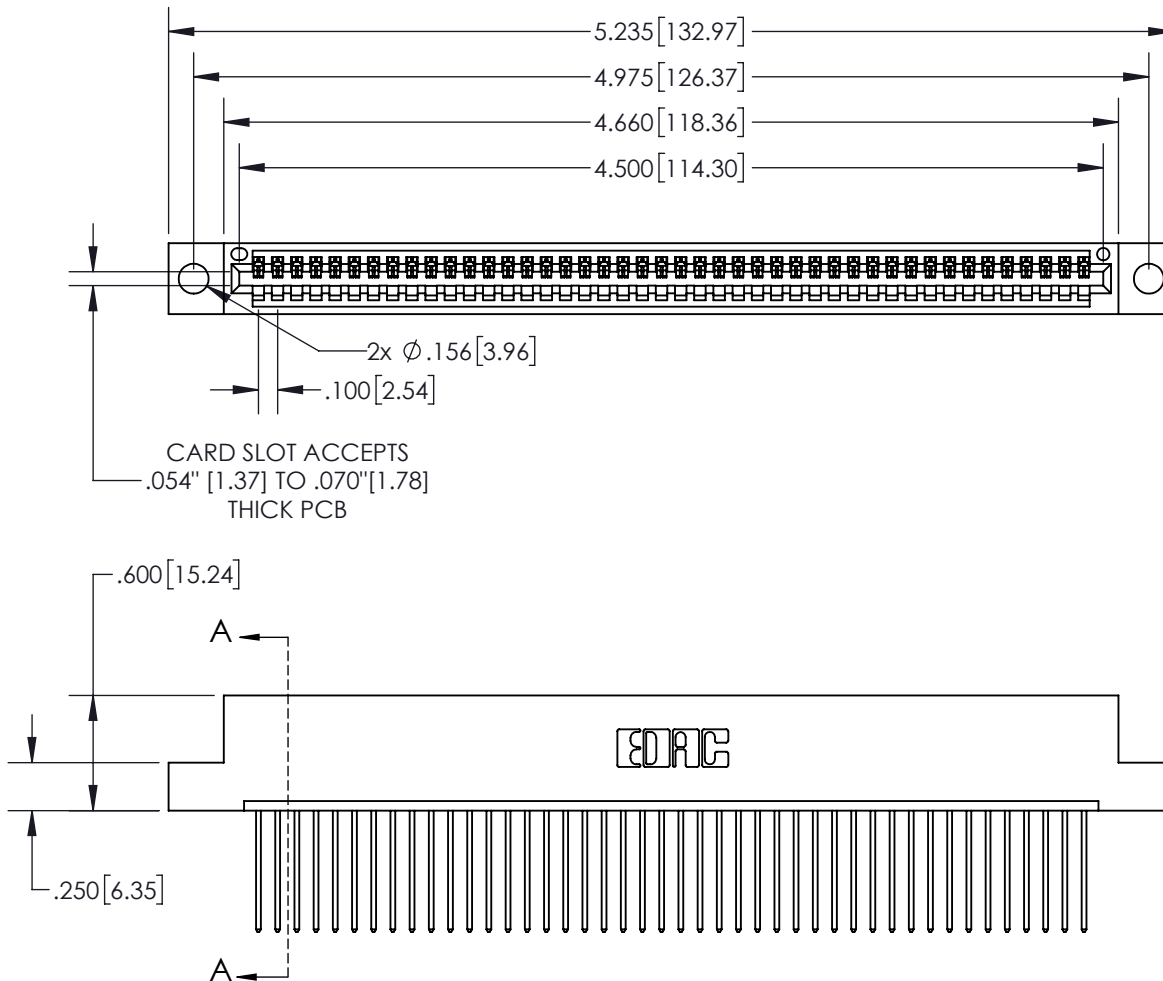 5.235[132.97]
4.975[126.37]
4.660[118.36]
4.500[114.30]
2x Ø.156[3.96]
.100[2.54]
CARD SLOT ACCEPTS
.054" [1.37] TO .070"[1.78]
THICK PCB
.600[15.24]
A
EDAC
.250[6.35]
A